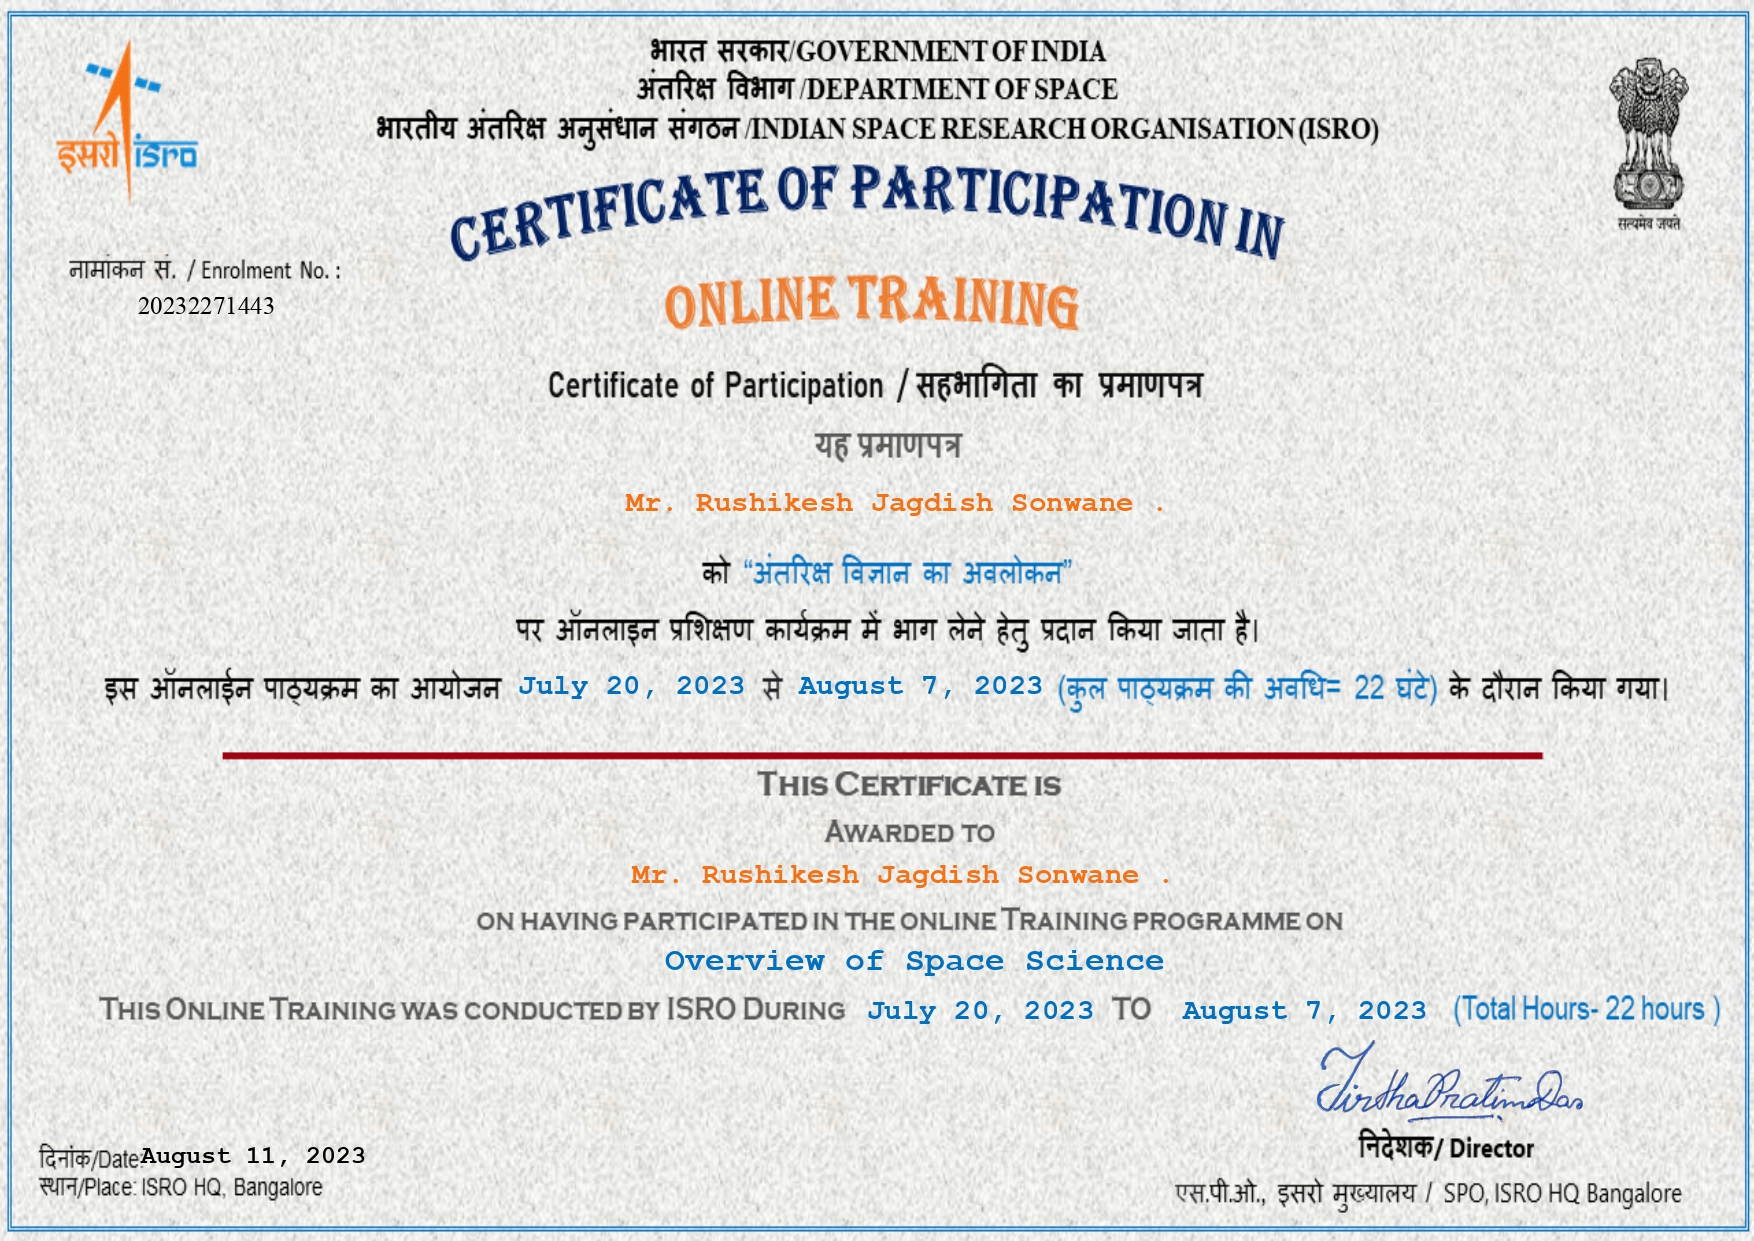 भारत सरकार/GOVERNMENT OF INDIA
अंतरिक्ष विभाग /DEPARTMENT OF SPACE
भारतीय अंतरिक्ष अनुसंधान संगठन /INDIAN SPACE RESEARCH ORGANISATION (ISRO)
इसरो isro
सत्यमेव जयते
CERTIFICATE OF PARTICIPATION IN
ONLINE TRAINING
नामांकन सं. / Enrolment No. :
20232271443
Certificate of Participation / सहभागिता का प्रमाणपत्र
यह प्रमाणपत्र
Mr. Rushikesh Jagdish Sonwane .
को “अंतरिक्ष विज्ञान का अवलोकन”
पर ऑनलाइन प्रशिक्षण कार्यक्रम में भाग लेने हेतु प्रदान किया जाता है।
इस ऑनलाईन पाठ्यक्रम का आयोजन July 20, 2023 से August 7, 2023 (कुल पाठ्यक्रम की अवधि= 22 घंटे) के दौरान किया गया।
THIS CERTIFICATE IS
AWARDED TO
Mr. Rushikesh Jagdish Sonwane .
ON HAVING PARTICIPATED IN THE ONLINE TRAINING PROGRAMME ON
Overview of Space Science
THIS ONLINE TRAINING WAS CONDUCTED BY ISRO DURING July 20, 2023 TO August 7, 2023 (Total Hours- 22 hours )
Tirtha Pratim Das
निदेशक/ Director
एस.पी.ओ., इसरो मुख्यालय / SPO, ISRO HQ Bangalore
दिनांक/Date: August 11, 2023
स्थान/Place: ISRO HQ, Bangalore